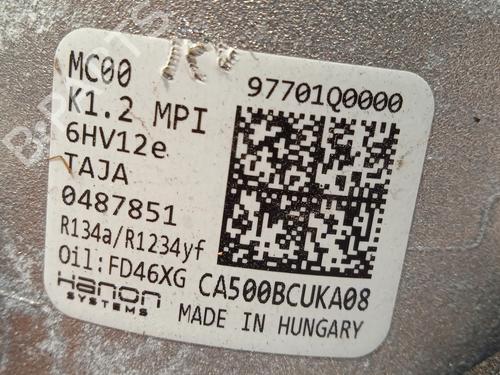 MC00
97701Q0000
K1.2 MPI
6HV12e
TAJA
0487851
R134a/R1234yf
Oil:FD46XG
CA500BCUKA08
Hanon
SYSTEMS
MADE IN HUNGARY